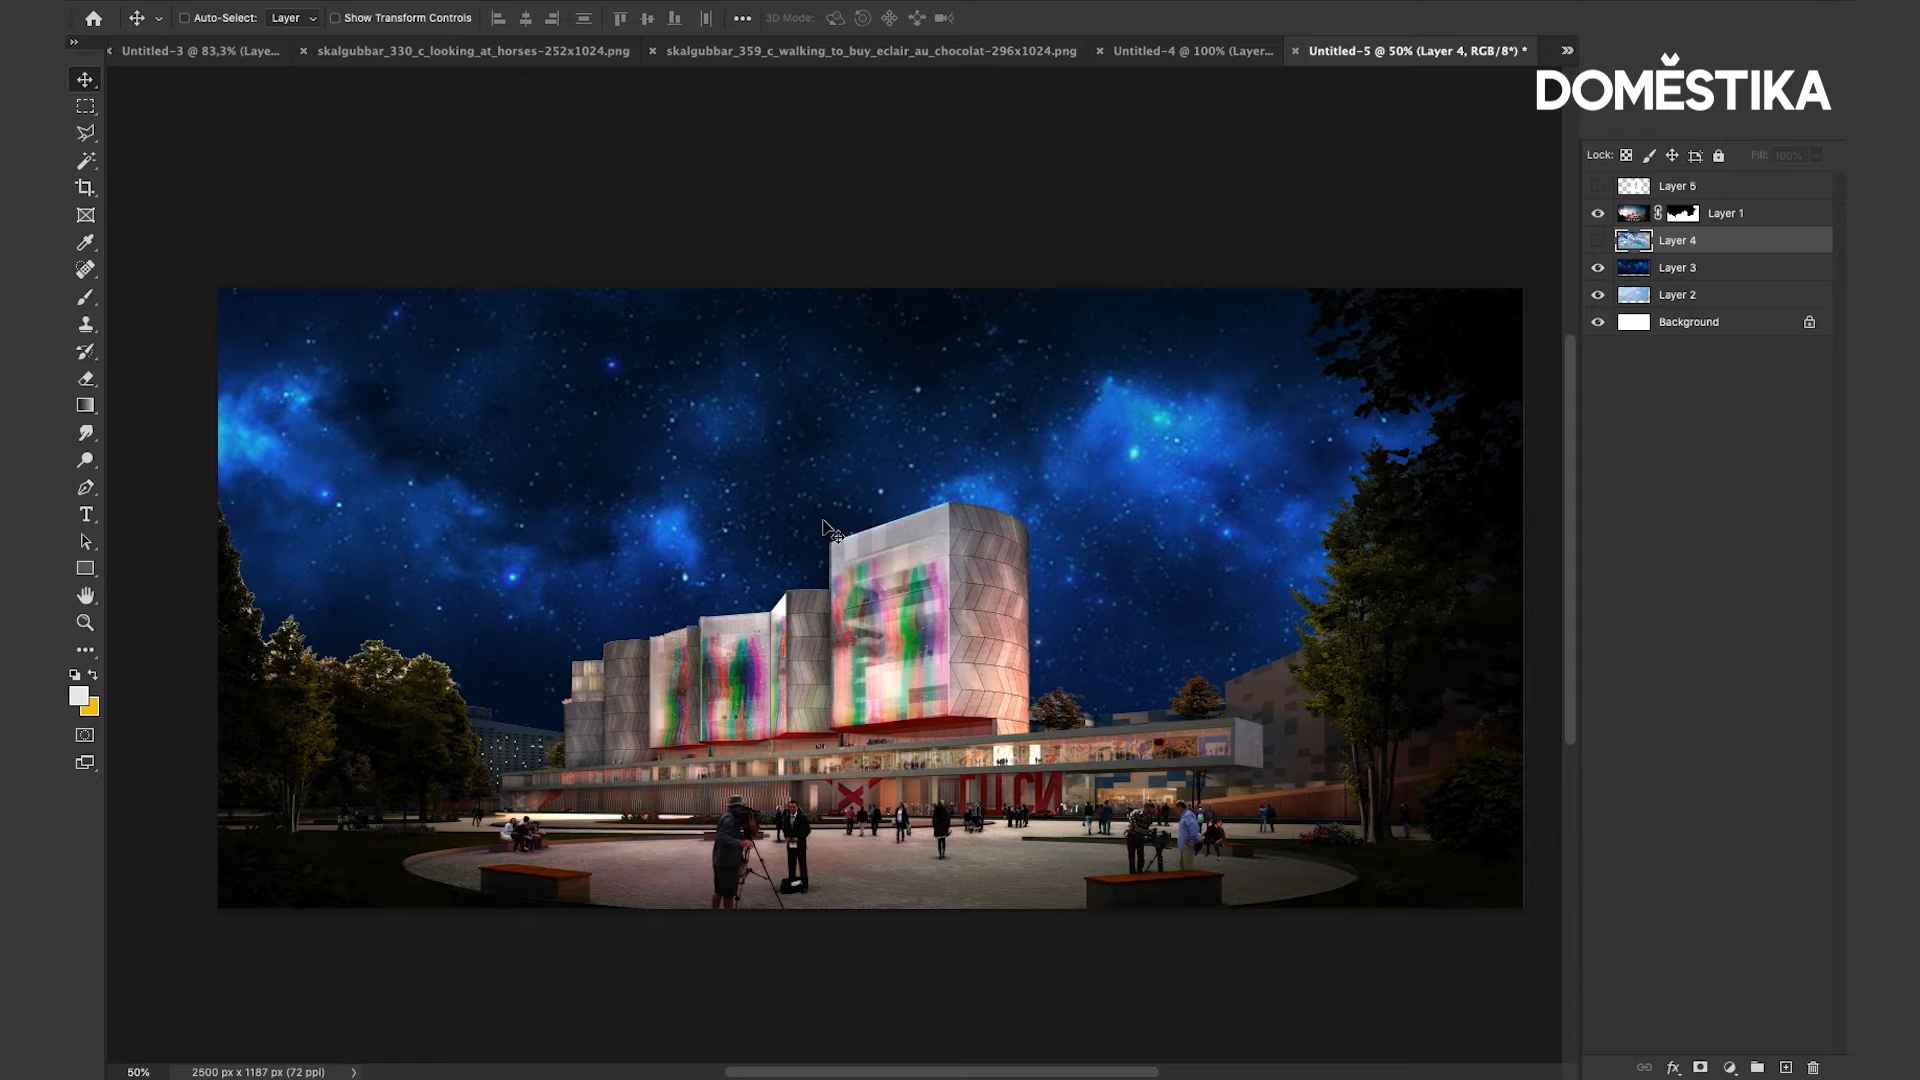 Auto-Select: Layer Show Transform Controls 3D Mode:
Untitled-3 @ 83,3% (Laye... skalgubbar_330_c_looking_at_horses-252x1024.png skalgubbar_359_c_walking_to_buy_eclair_au_chocolat-296x1024.png Untitled-4 @ 100% (Layer... Untitled-5 @ 50% (Layer 4, RGB/8*) *
DOMĔSTIKA
Lock: Fill: 100%
Layer 5
Layer 1
Layer 4
Layer 3
Layer 2
Background
50% 2500 px x 1187 px (72 ppi)